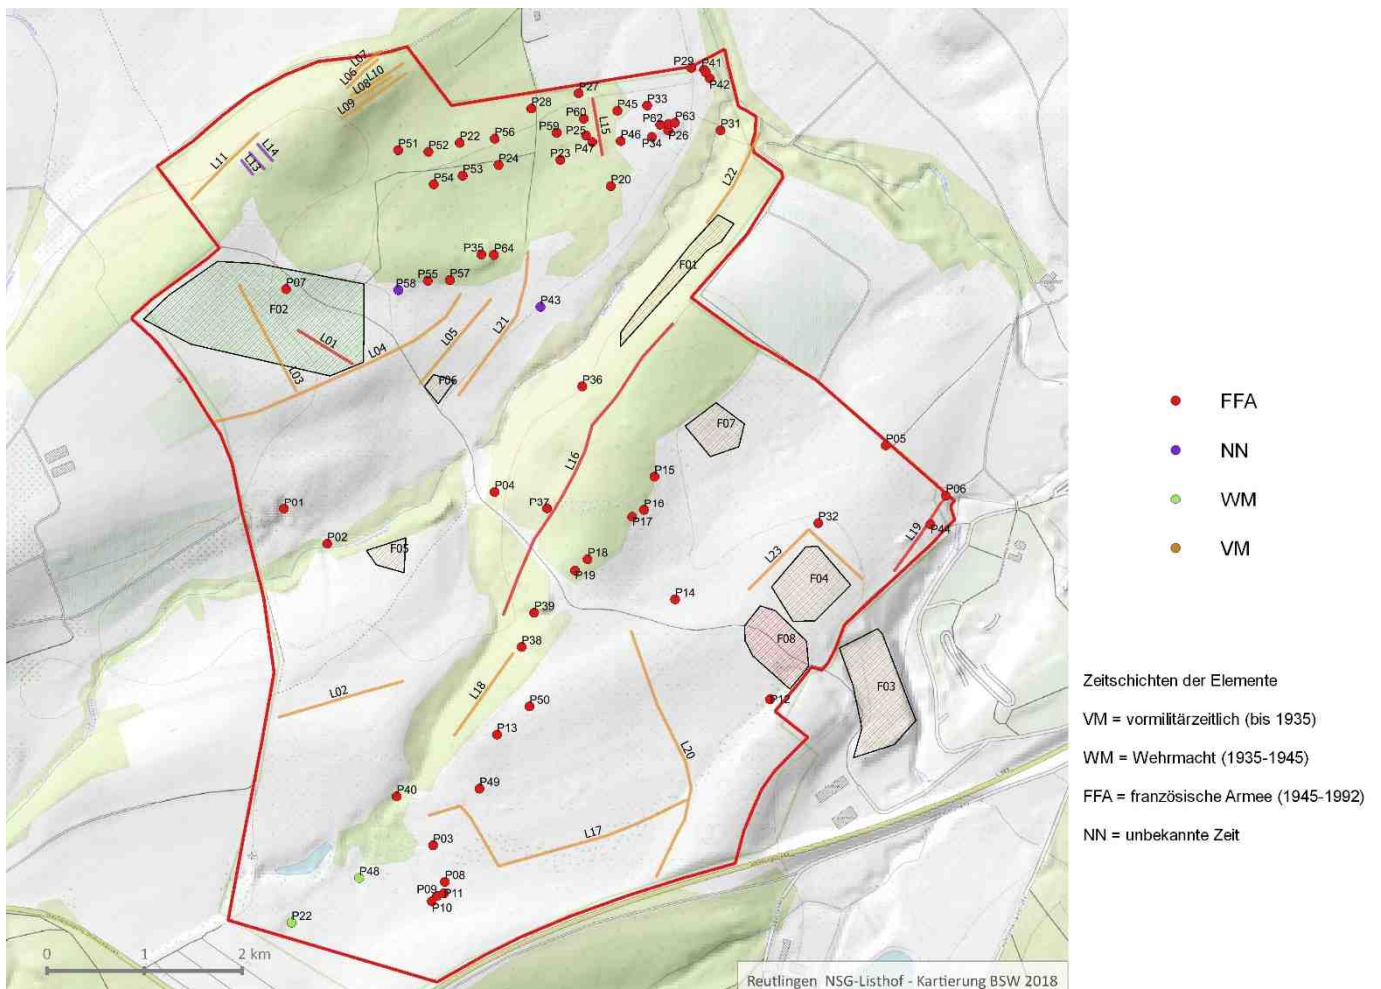 L07
L06
L10
L08
L09
L11
L14
L13
P29
P41
P42
P27
P28
P45
P33
P60
P62
P63
P59
P25
L15
P46
P26
P34
P31
P47
P51
P52
P22
P56
P24
P23
P53
P54
P20
L22
P35
P64
F01
P07
P58
P55
P57
F02
P43
L01
L04
L05
L21
L03
F06
P36
F07
P05
L16
P15
P04
P06
P01
P37
P16
P17
P32
P44
L19
P02
F05
P18
P19
L23
F04
P14
P39
F08
P38
F03
L02
L18
P50
P12
P13
L20
P49
P40
L17
P03
P48
P08
P09
P11
P10
P22
0 1 2 km
Reutlingen NSG-Listhof - Kartierung BSW 2018
FFA
NN
WM
VM
Zeitschichten der Elemente
VM = vormilitärzeitlich (bis 1935)
WM = Wehrmacht (1935-1945)
FFA = französische Armee (1945-1992)
NN = unbekannte Zeit